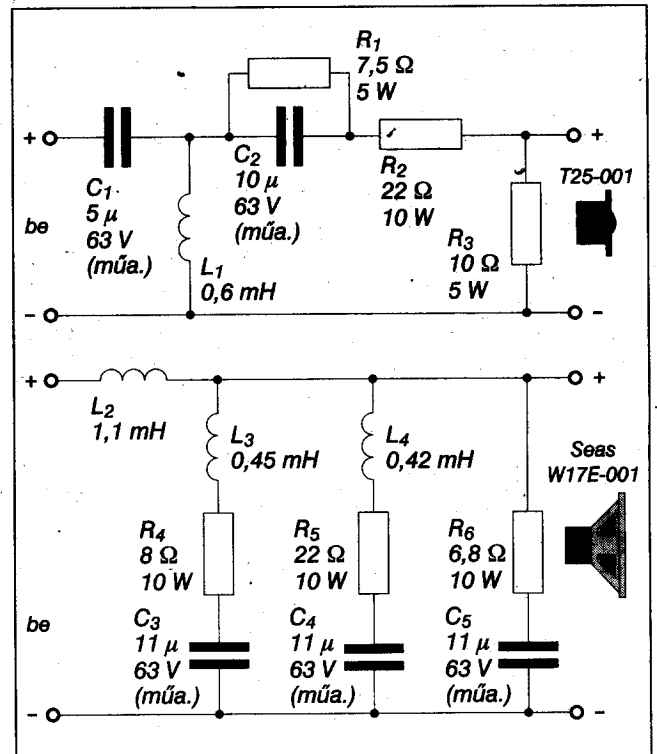 R1
7,5 Ω
5 W
+
+
C1
5 μ
63 V
(műa.)
C2
10 μ
63 V
(műa.)
R2
22 Ω
10 W
T25-001
be
L1
0,6 mH
R3
10 Ω
5 W
–
–
+
+
L2
1,1 mH
L3
0,45 mH
L4
0,42 mH
Seas
W17E-001
R4
8 Ω
10 W
R5
22 Ω
10 W
R6
6,8 Ω
10 W
be
C3
11 μ
63 V
(műa.)
C4
11 μ
63 V
(műa.)
C5
11 μ
63 V
(műa.)
–
–